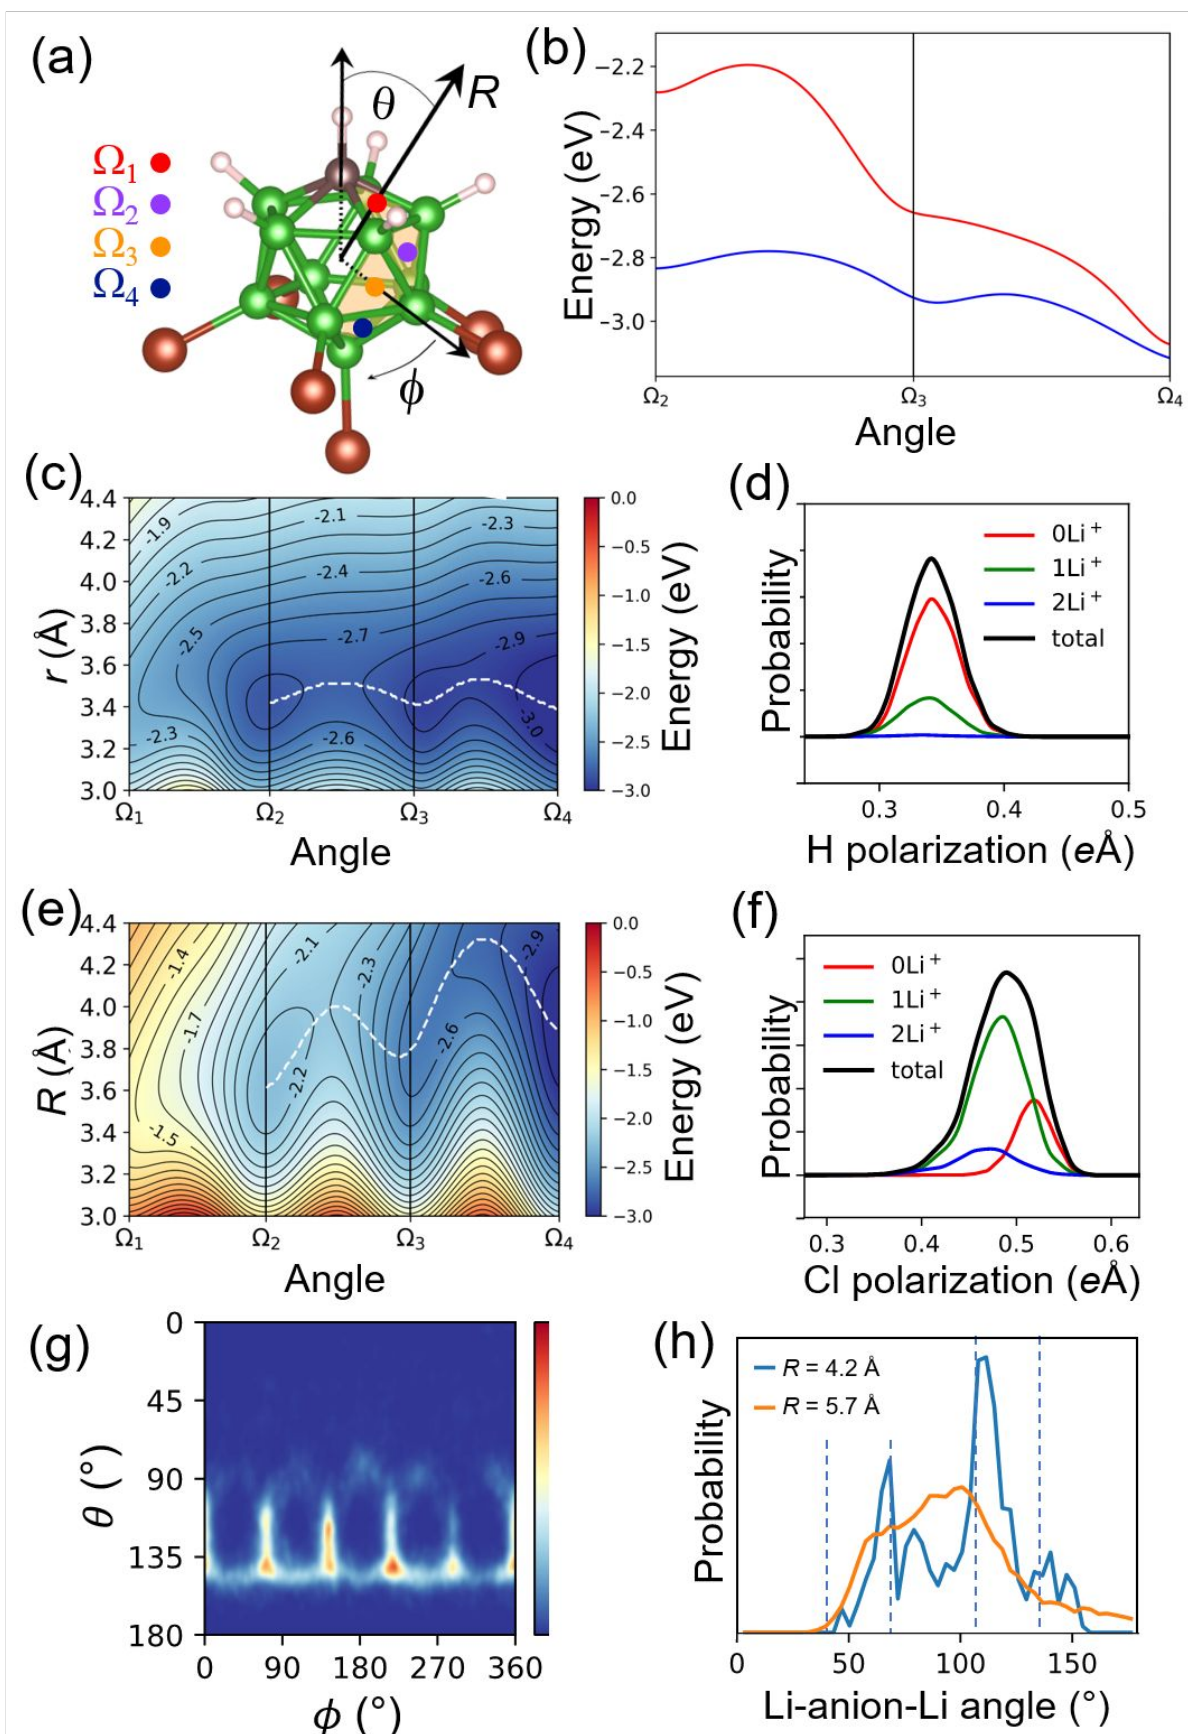 (a)
θ
R
Ω1
Ω2
Ω3
Ω4
ϕ
(b)
−2.2
−2.4
−2.6
−2.8
−3.0
Energy (eV)
Ω2 Ω3 Ω4
Angle
(c)
4.4
4.2
4.0
3.8
3.6
3.4
3.2
3.0
r (Å)
-1.9
-2.1
-2.3
-2.2
-2.4
-2.6
-2.5
-2.7
-2.9
-2.3
-2.6
-3.0
Ω1 Ω2 Ω3 Ω4
Angle
0.0
−0.5
−1.0
−1.5
−2.0
−2.5
−3.0
Energy (eV)
(d)
Probability
0Li+
1Li+
2Li+
total
0.3 0.4 0.5
H polarization (eÅ)
(e)
4.4
4.2
4.0
3.8
3.6
3.4
3.2
3.0
R (Å)
-1.4
-2.1
-2.3
-2.9
-1.7
-2.6
-2.2
-1.5
Ω1 Ω2 Ω3 Ω4
Angle
0.0
−0.5
−1.0
−1.5
−2.0
−2.5
−3.0
Energy (eV)
(f)
Probability
0Li+
1Li+
2Li+
total
0.3 0.4 0.5 0.6
Cl polarization (eÅ)
(g)
0
45
90
135
180
θ (°)
0 90 180 270 360
ϕ (°)
(h)
Probability
R = 4.2 Å
R = 5.7 Å
0 50 100 150
Li-anion-Li angle (°)